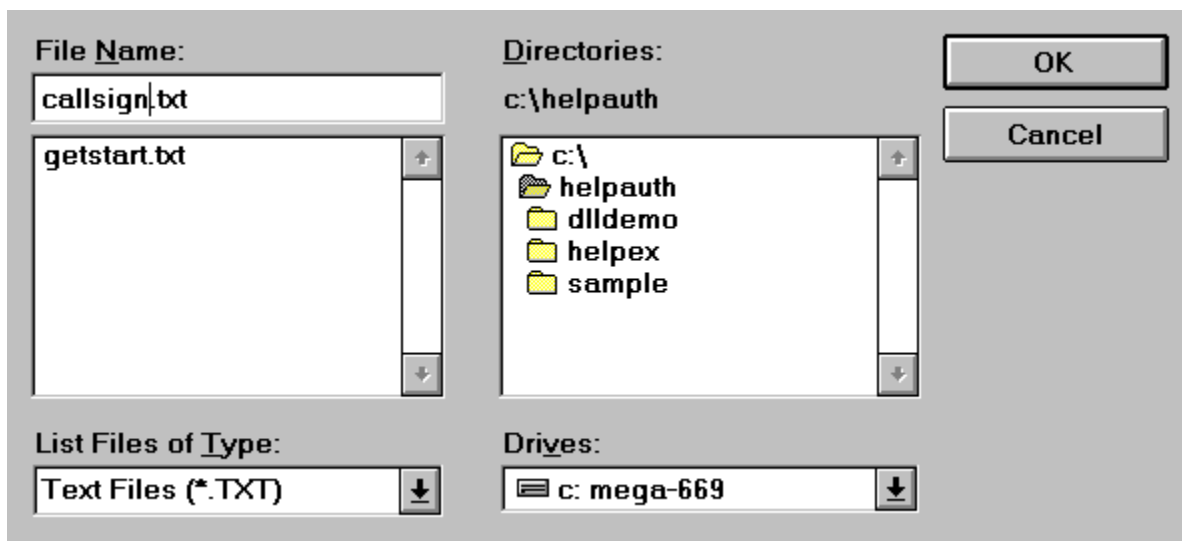 File Name:
callsign.txt
getstart.txt
List Files of Type:
Text Files (*.TXT)
Directories:
c:\helpauth
c:\
helpauth
dlldemo
helpex
sample
Drives:
c: mega-669
OK
Cancel